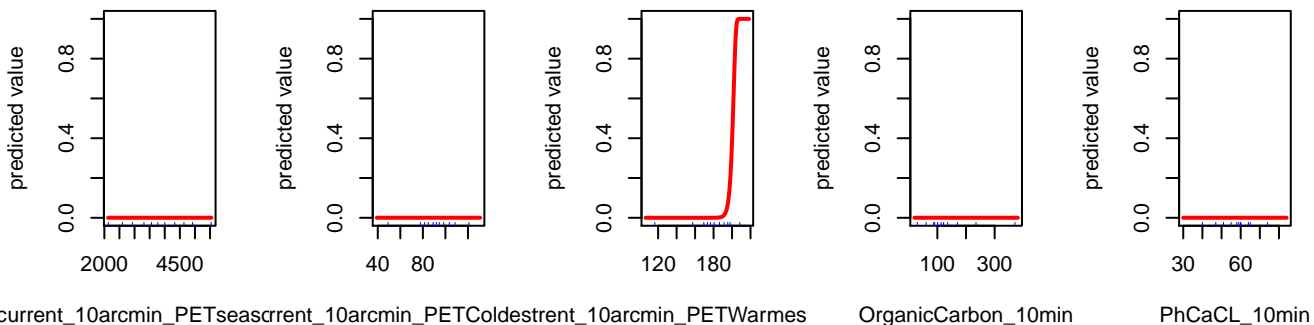 predicted value
0.0 0.4 0.8
2000 4500
current_10arcmin_PETseas
predicted value
0.0 0.4 0.8
40 80
rrent_10arcmin_PETColdest
predicted value
0.0 0.4 0.8
120 180
rent_10arcmin_PETWarmes
predicted value
0.0 0.4 0.8
100 300
OrganicCarbon_10min
predicted value
0.0 0.4 0.8
30 60
PhCaCL_10min